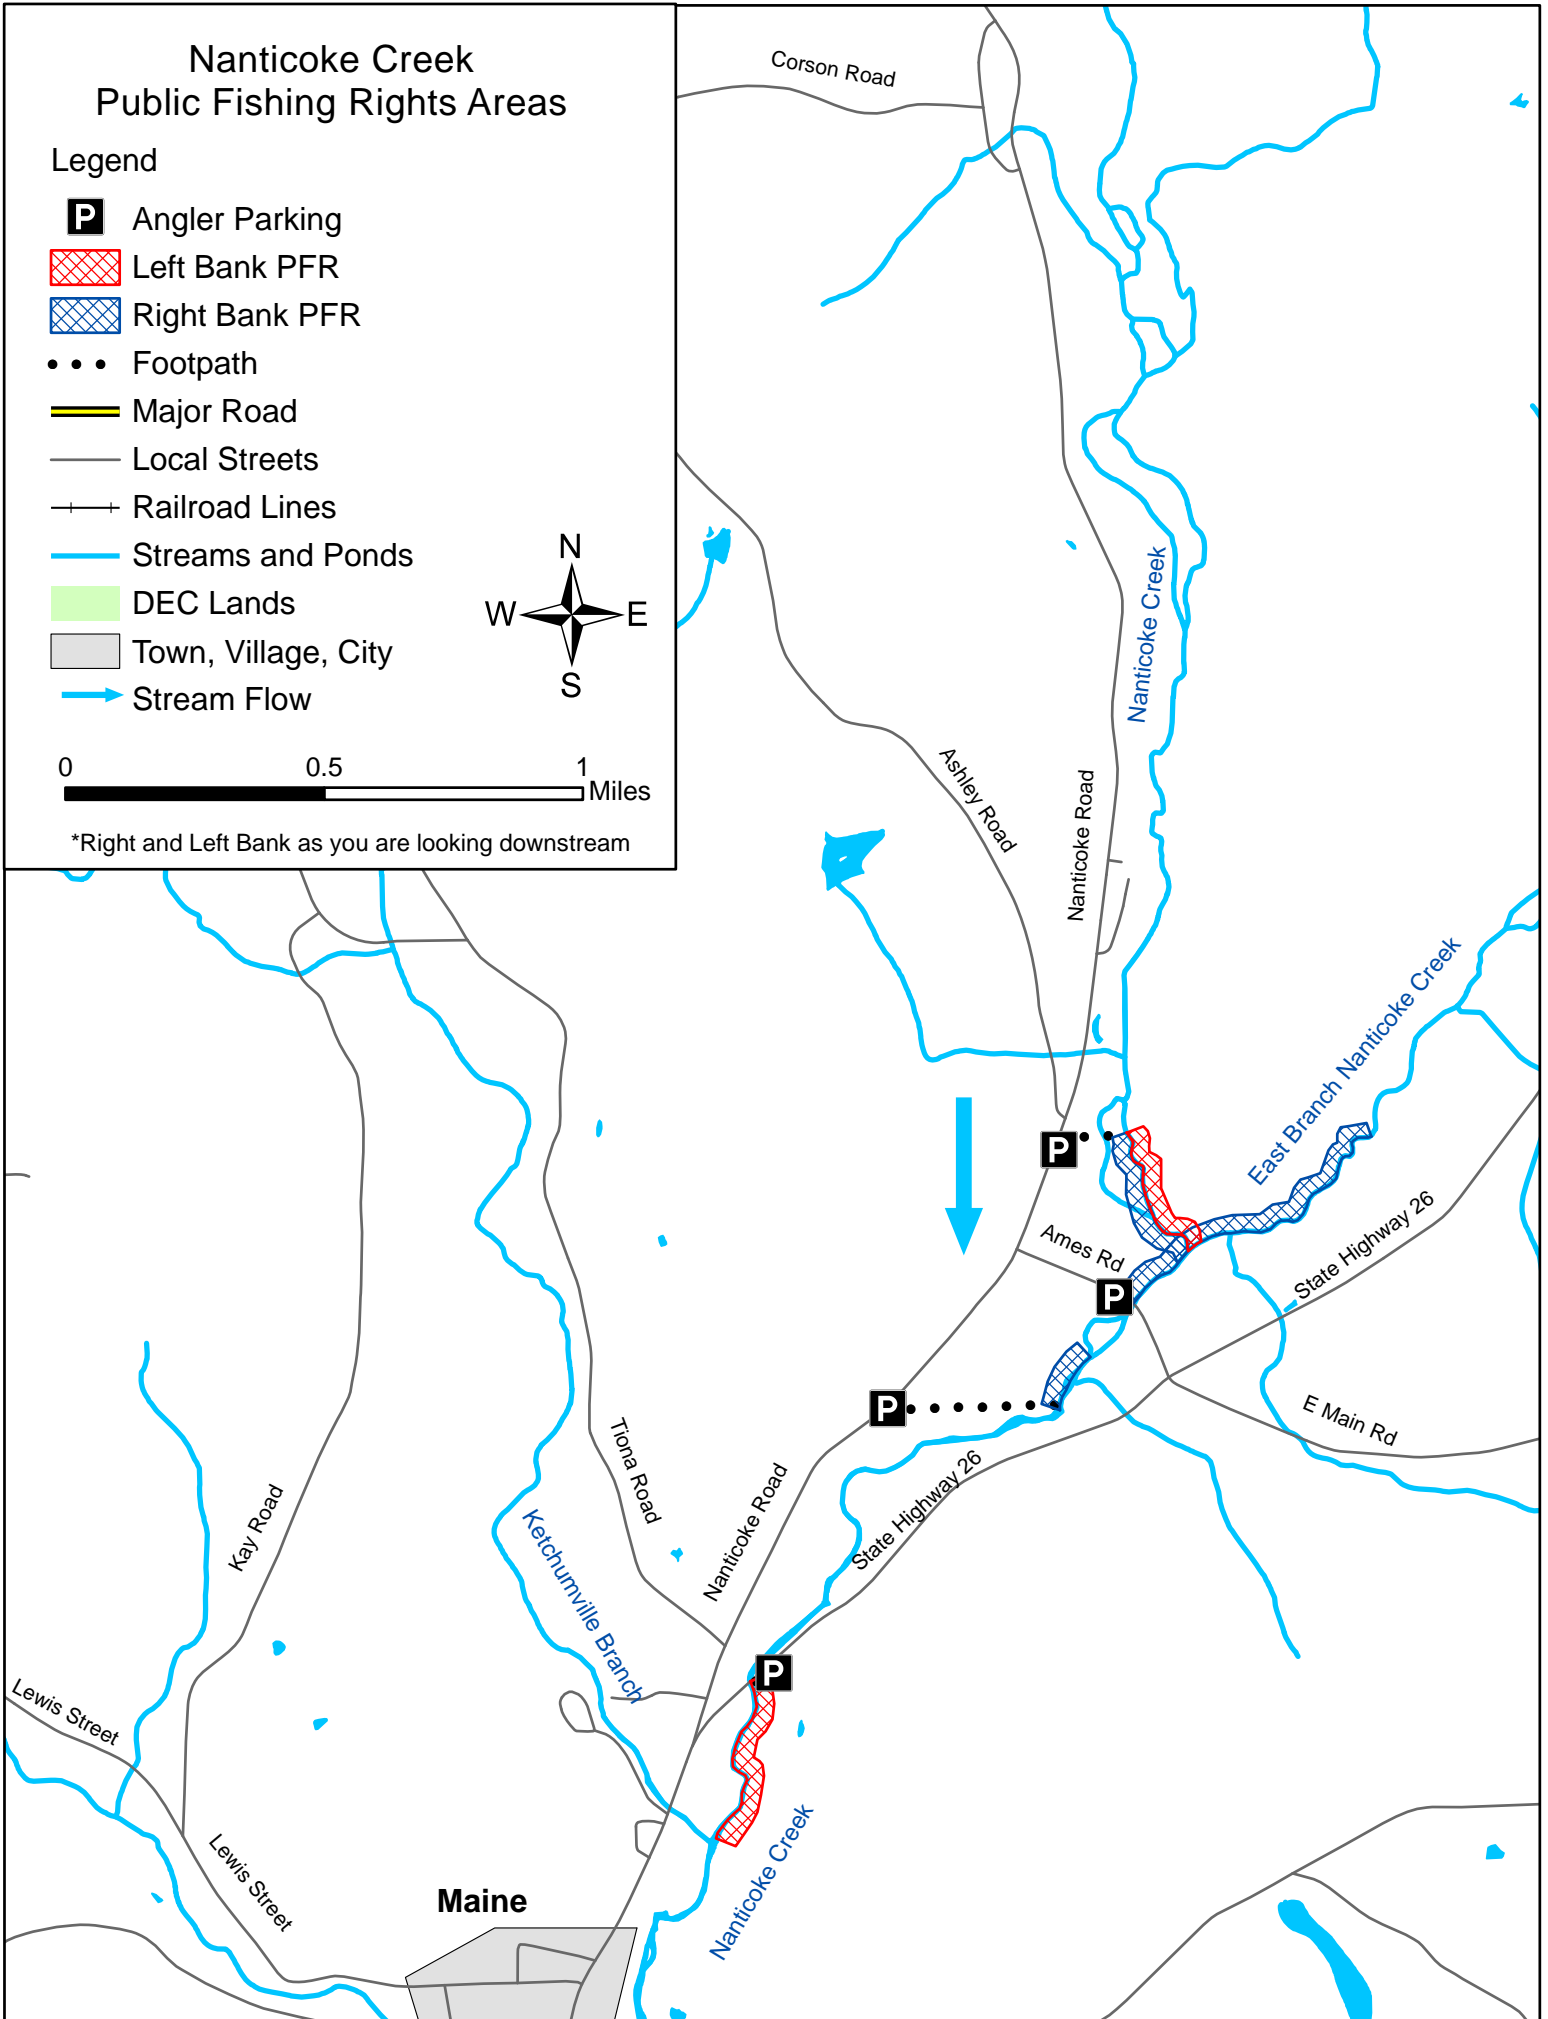 Nanticoke Creek
Public Fishing Rights Areas
Legend
P Angler Parking
Left Bank PFR
Right Bank PFR
Footpath
Major Road
Local Streets
Railroad Lines
Streams and Ponds
DEC Lands
Town, Village, City
Stream Flow
N
W E
S
0 0.5 1
Miles
*Right and Left Bank as you are looking downstream
Corson Road
Nanticoke Creek
Ashley Road
Nanticoke Road
East Branch Nanticoke Creek
P
Ames Rd
State Highway 26
P
P
E Main Rd
Tiona Road
Nanticoke Road
State Highway 26
Kay Road
Ketchumville Branch
P
Lewis Street
Lewis Street
Nanticoke Creek
Maine